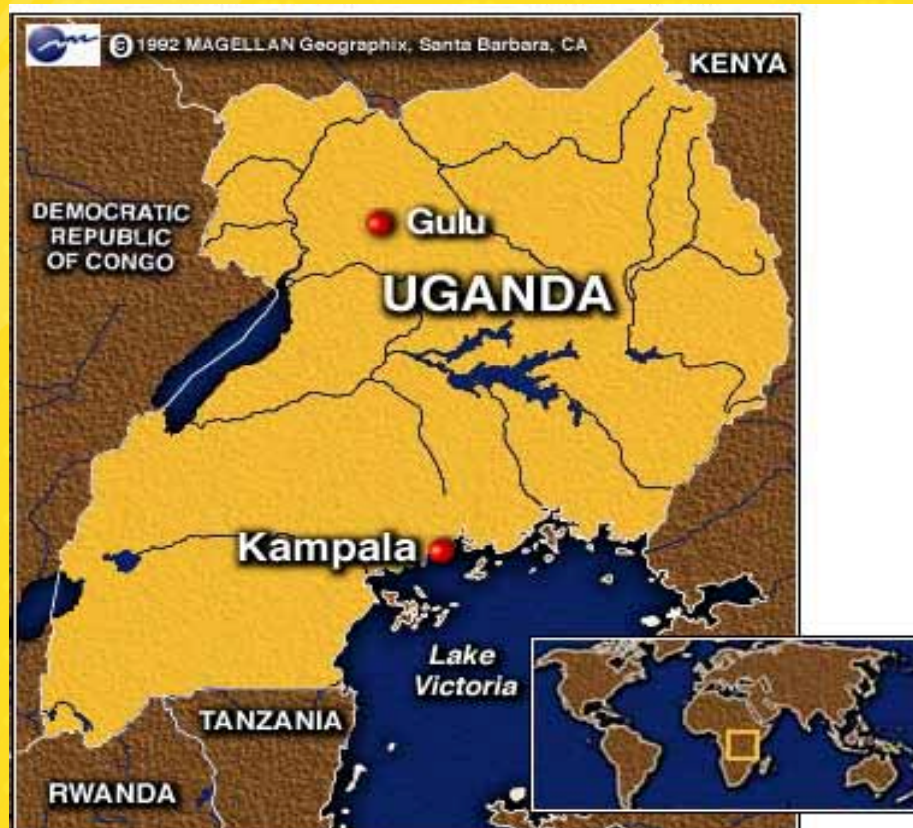 © 1992 MAGELLAN Geographix, Santa Barbara, CA
KENYA
DEMOCRATIC
REPUBLIC
OF CONGO
Gulu
UGANDA
Kampala
Lake
Victoria
TANZANIA
RWANDA